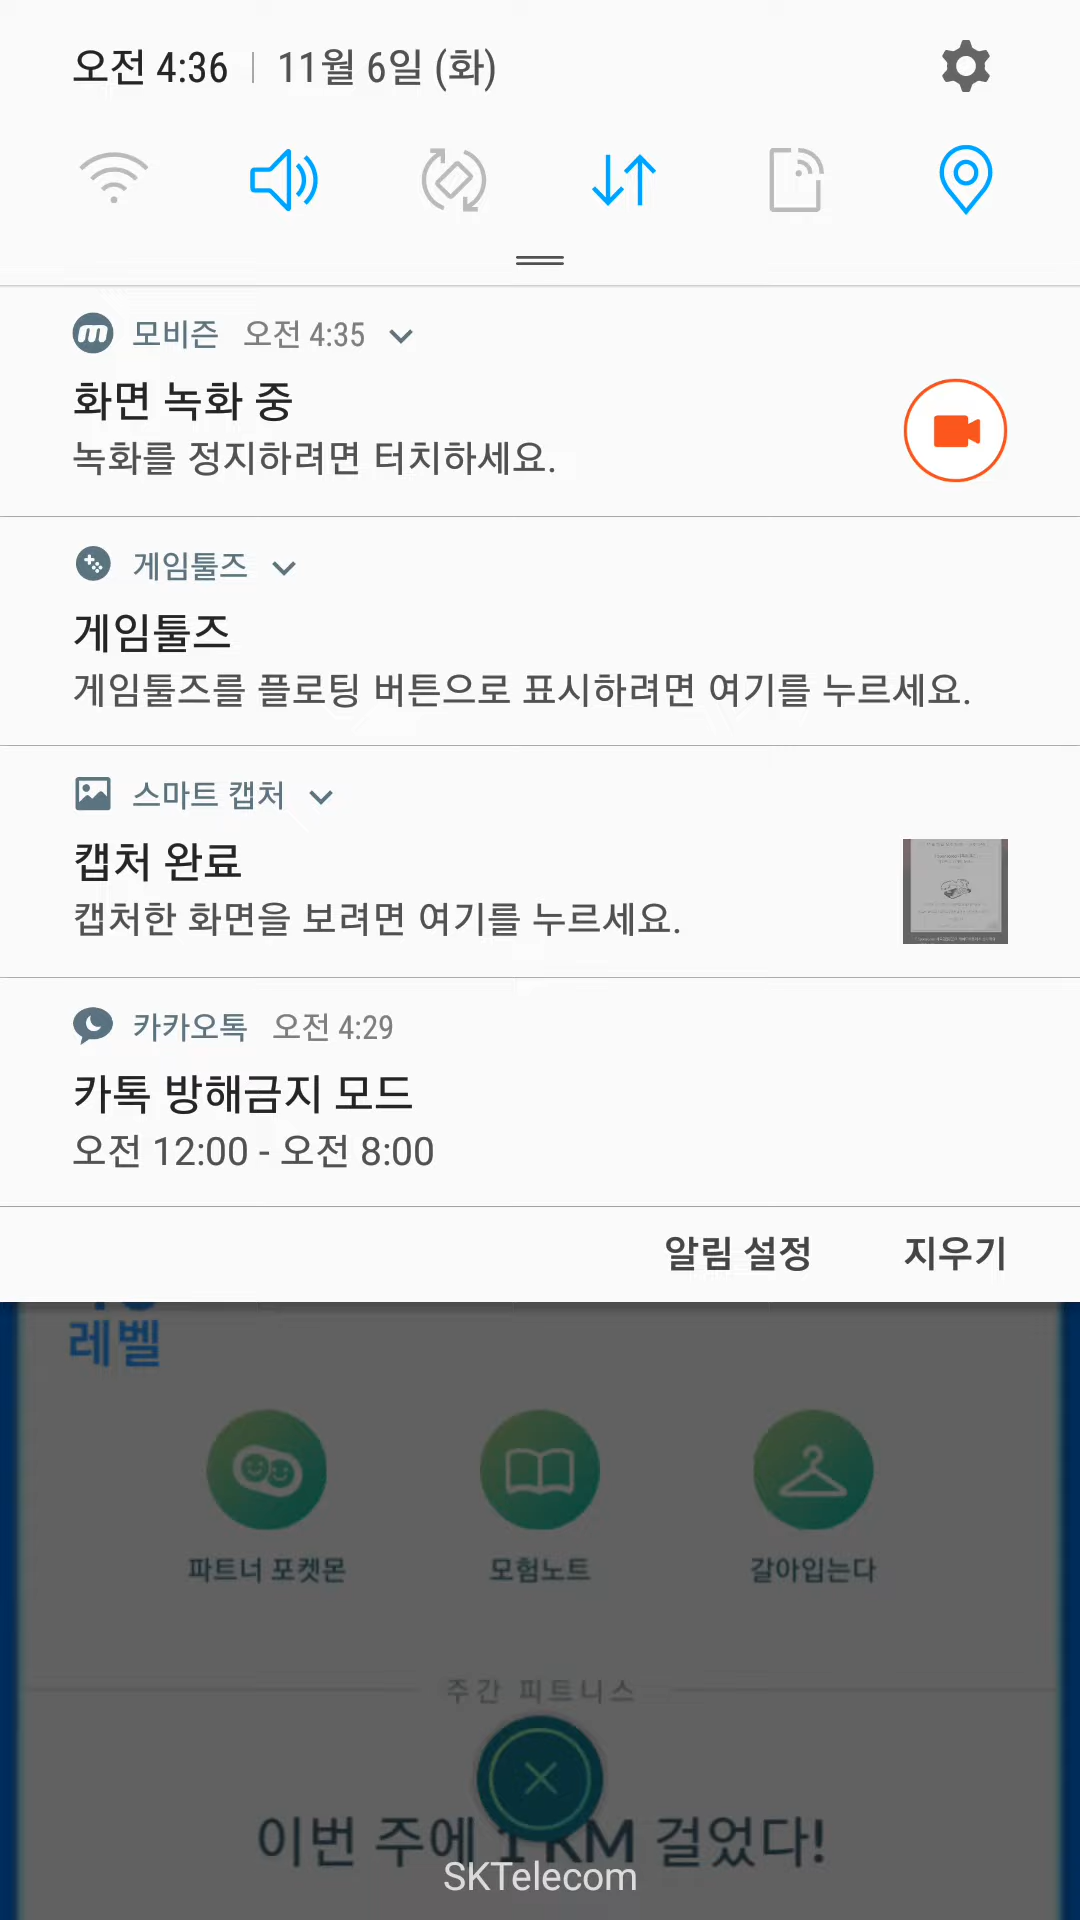 오전 4:36 | 11월 6일 (화)
모비즌 오전 4:35
화면 녹화 중
녹화를 정지하려면 터치하세요.
게임툴즈
게임툴즈
게임툴즈를 플로팅 버튼으로 표시하려면 여기를 누르세요.
스마트 캡처
캡처 완료
캡처한 화면을 보려면 여기를 누르세요.
카카오톡 오전 4:29
카톡 방해금지 모드
오전 12:00 - 오전 8:00
알림 설정 지우기
레벨
파트너 포켓몬 모험노트 갈아입는다
주간 피트니스
이번 주에 1 KM 걸었다!
SKTelecom